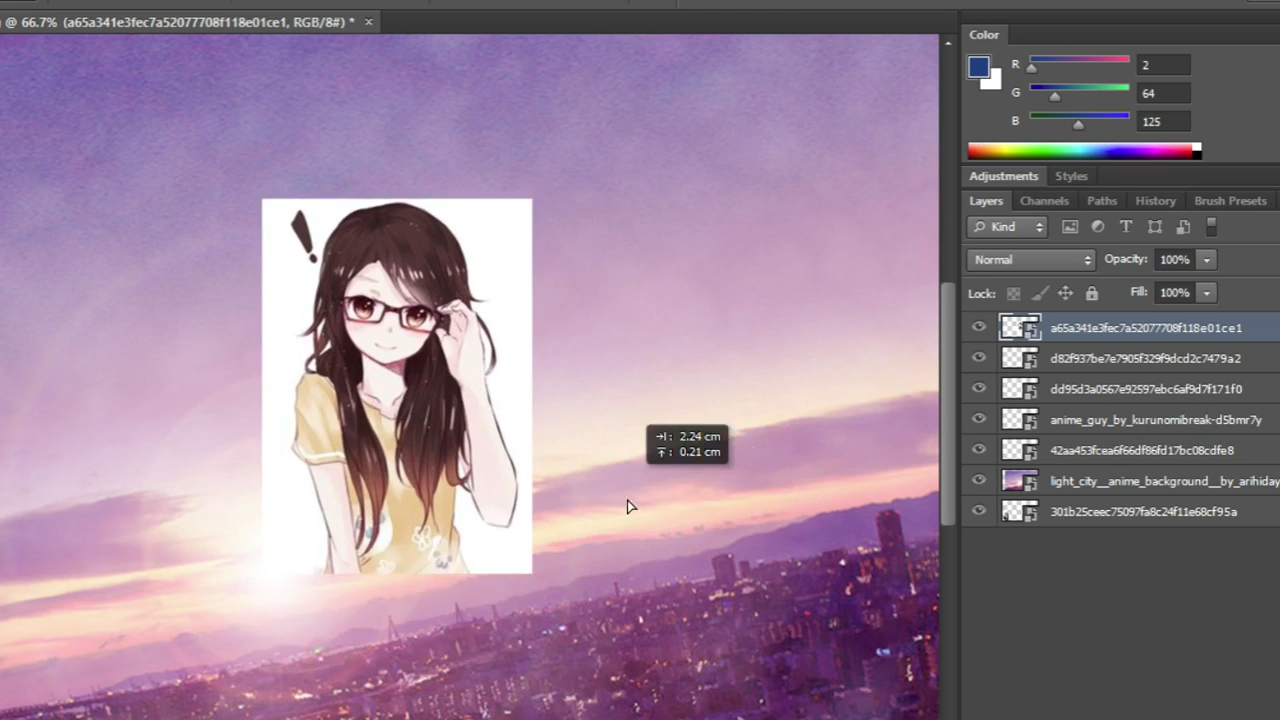 @ 66.7% (a65a341e3fec7a52077708f118e01ce1, RGB/8#) *
Color
R 2
G 64
B 125
Adjustments Styles
Layers Channels Paths History Brush Presets
Kind
Normal Opacity: 100%
Lock: Fill: 100%
a65a341e3fec7a52077708f118e01ce1
d82f937be7e7905f329f9dcd2c7479a2
dd95d3a0567e92597ebc6af9d7f171f0
anime_guy_by_kurunomibreak-d5bmr7y
42aa453fcea6f66df86fd17bc08cdfe8
light_city__anime_background__by_arihiday
301b25ceec75097fa8c24f11e68cf95a
2.24 cm
0.21 cm